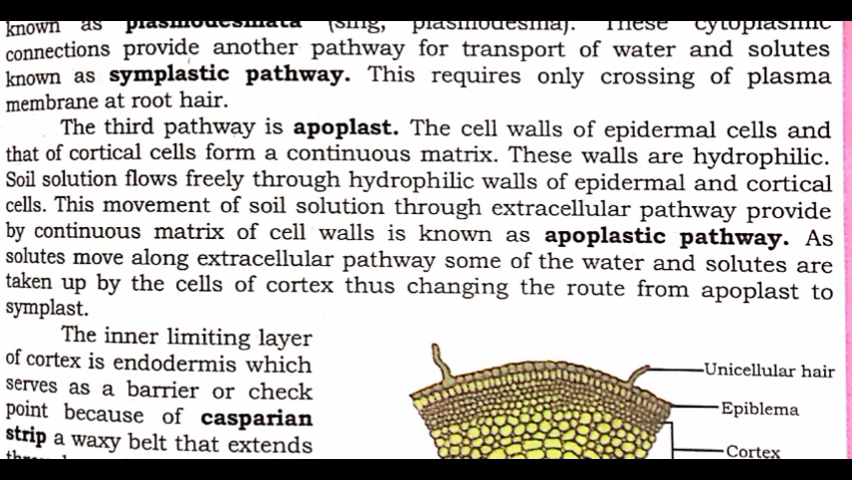 known as plasmodesmata (sing, plasmodesma). These cytoplasmic
connections provide another pathway for transport of water and solutes
known as symplastic pathway. This requires only crossing of plasma
membrane at root hair.
The third pathway is apoplast. The cell walls of epidermal cells and
that of cortical cells form a continuous matrix. These walls are hydrophilic.
Soil solution flows freely through hydrophilic walls of epidermal and cortical
cells. This movement of soil solution through extracellular pathway provide
by continuous matrix of cell walls is known as apoplastic pathway. As
solutes move along extracellular pathway some of the water and solutes are
taken up by the cells of cortex thus changing the route from apoplast to
symplast.
The inner limiting layer
of cortex is endodermis which
serves as a barrier or check
point because of casparian
strip a waxy belt that extends
Unicellular hair
Epiblema
Cortex